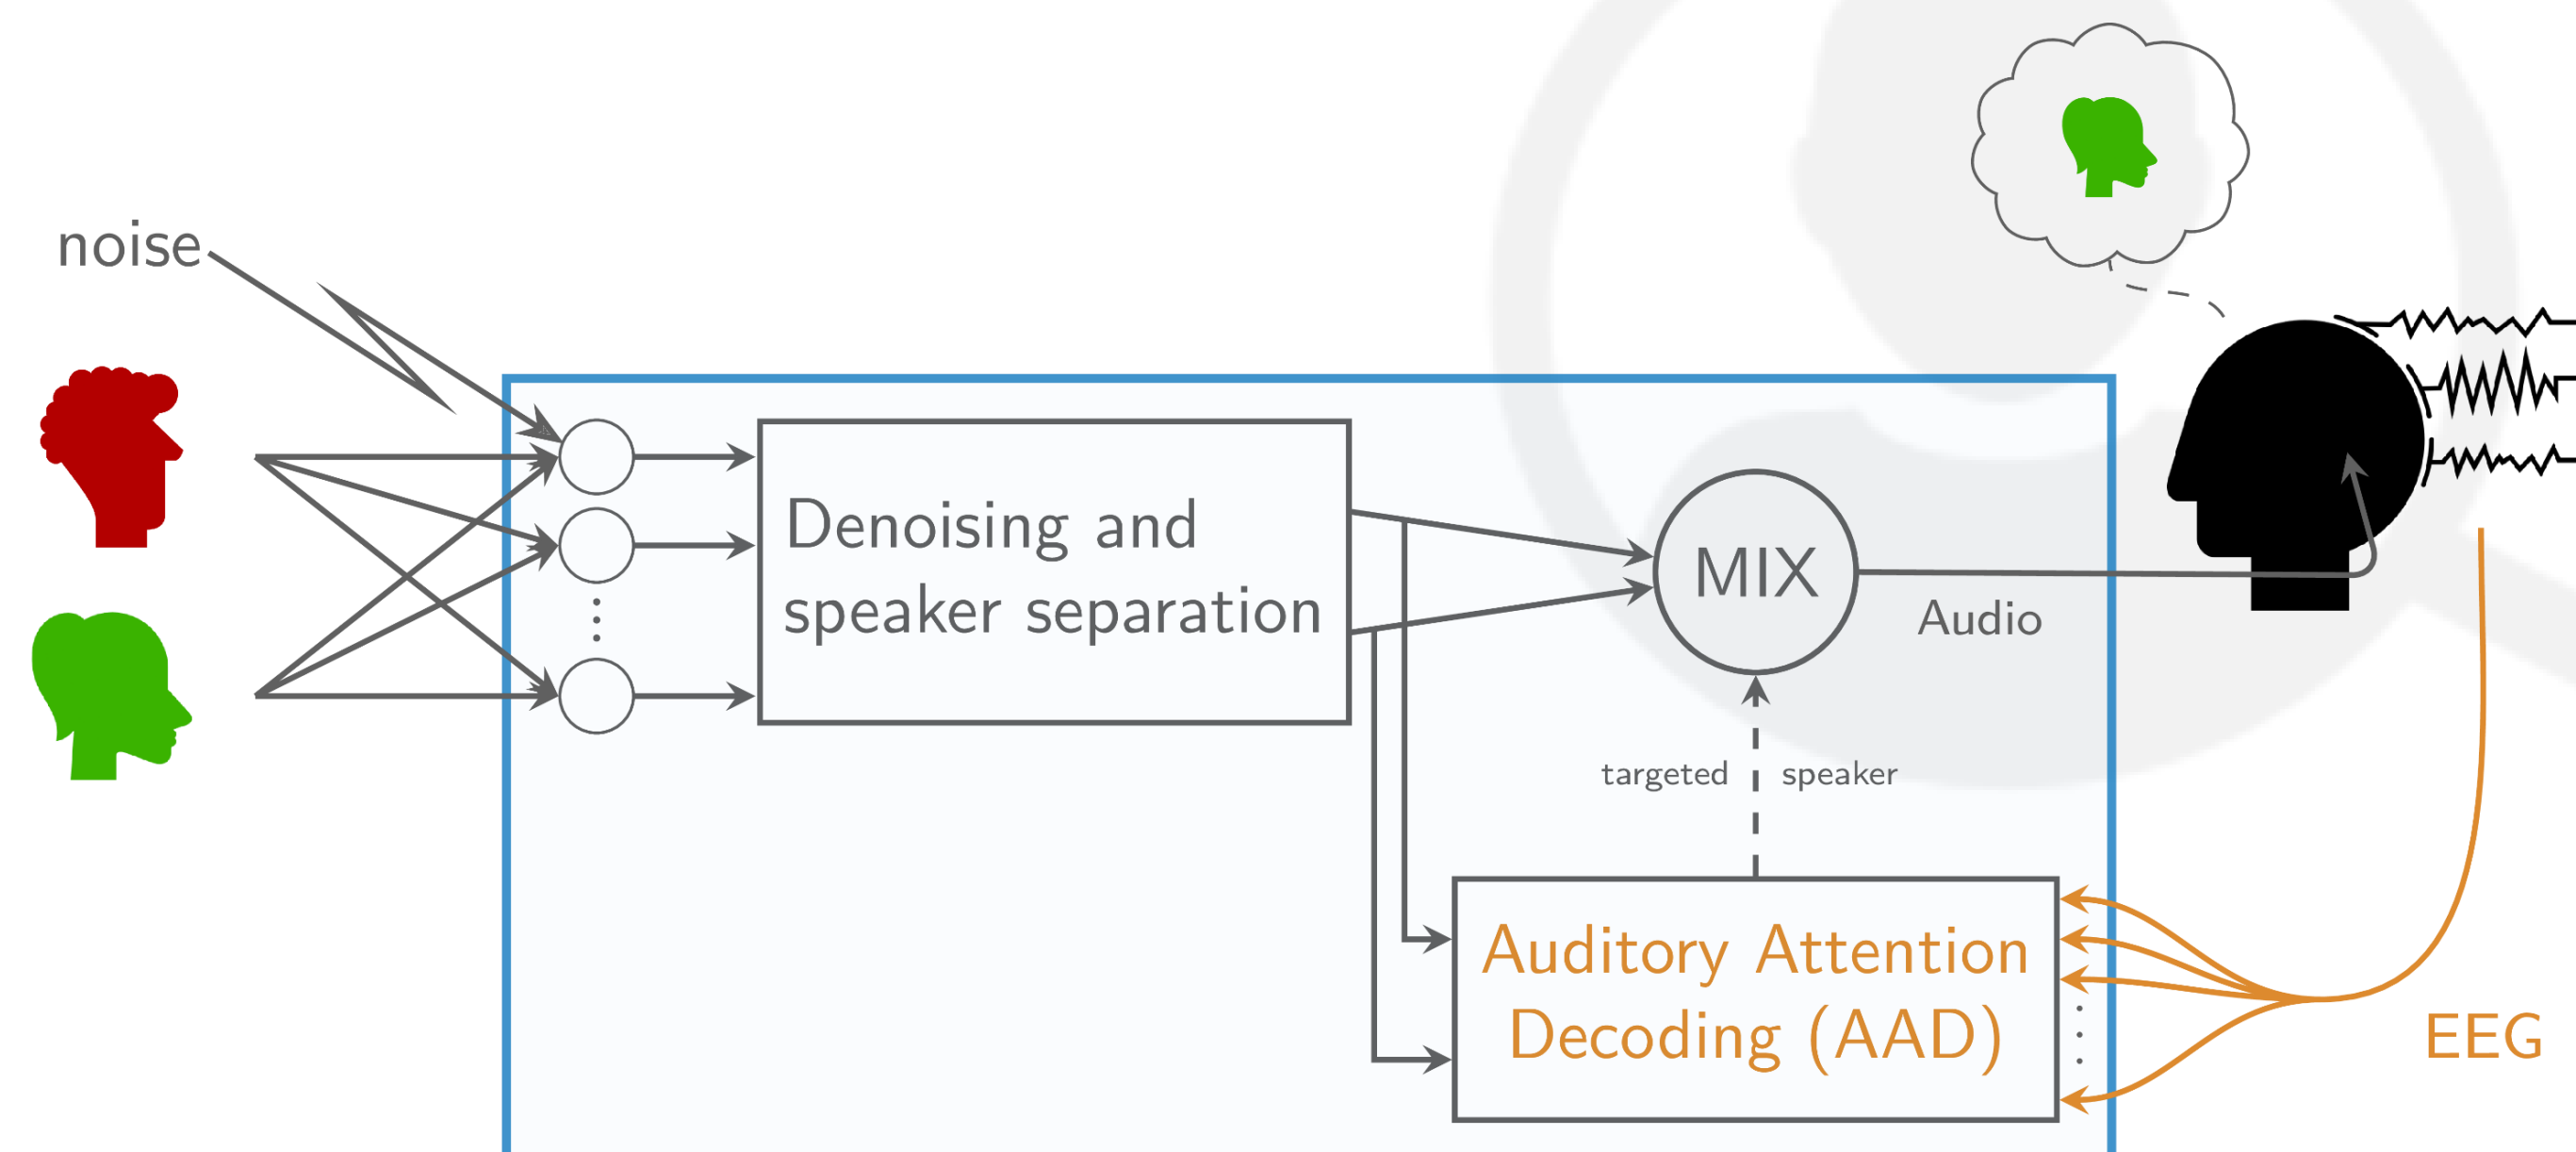 noise
Denoising and
speaker separation
MIX
Audio
targeted speaker
Auditory Attention
Decoding (AAD)
EEG